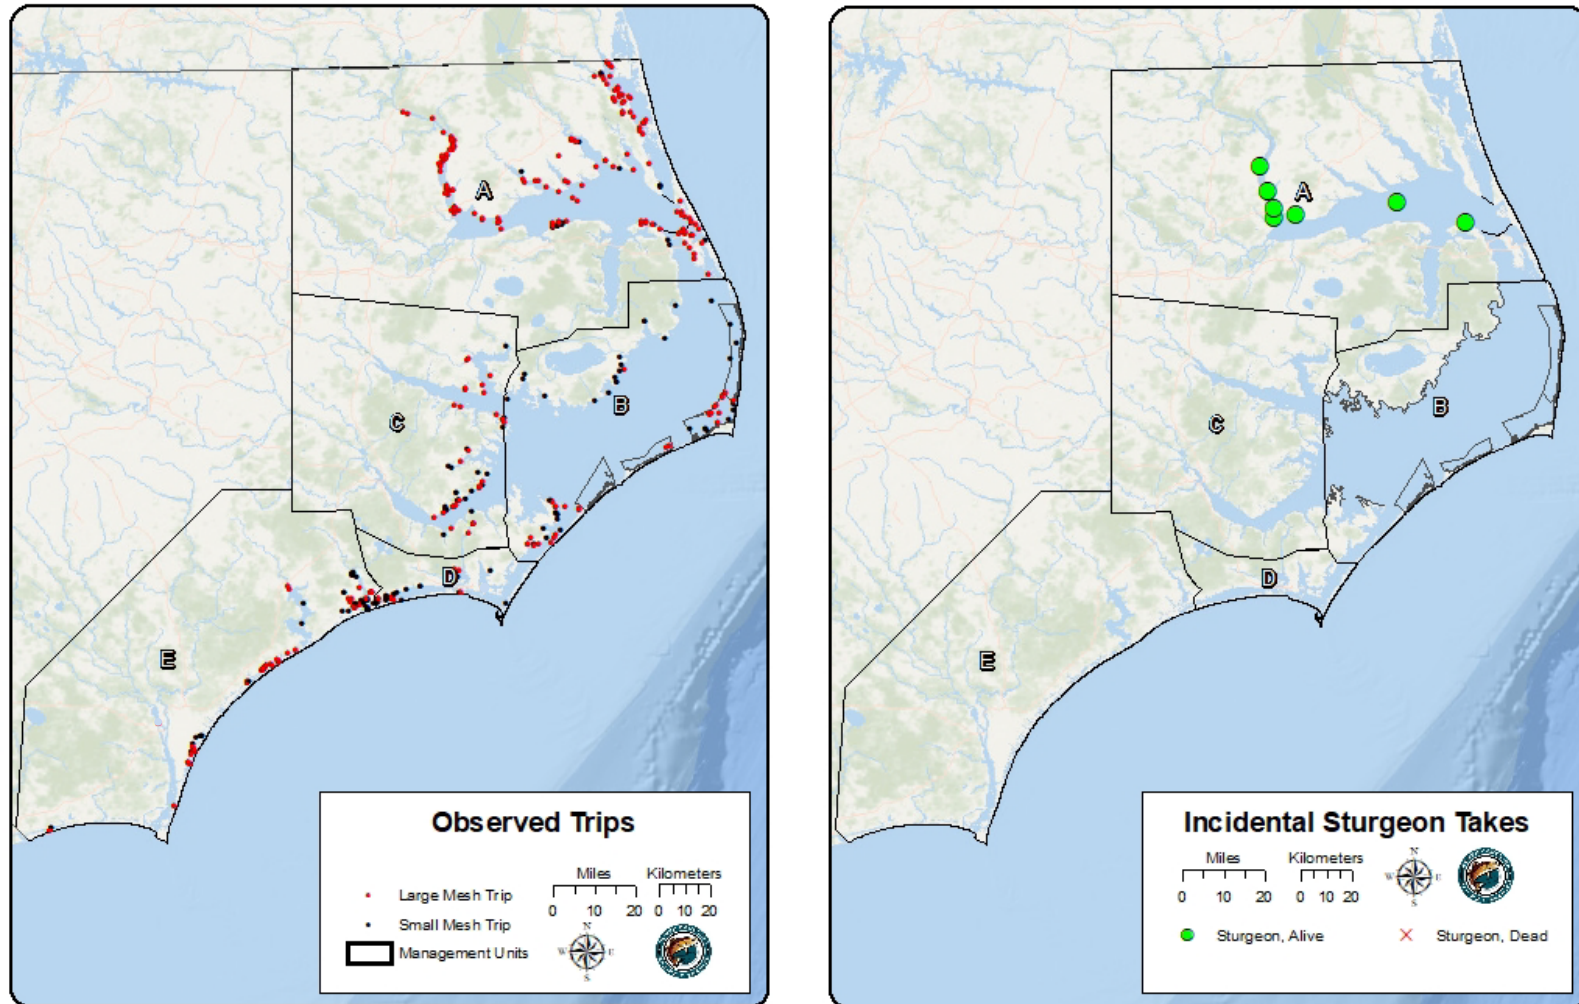 A
B
C
D
E
Observed Trips
Miles Kilometers
Large Mesh Trip
0 10 20 0 10 20
Small Mesh Trip
N
Management Units
W E
S
A
B
C
D
E
Incidental Sturgeon Takes
Miles Kilometers
N
W E
0 10 20 0 10 20
S
Sturgeon, Alive Sturgeon, Dead